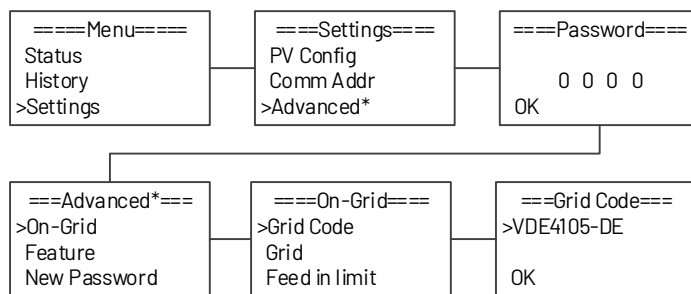 =====Menu=====
Status
History
>Settings
====Settings====
PV Config
Comm Addr
>Advanced*
====Password====
0 0 0 0
OK
===Advanced*===
>On-Grid
Feature
New Password
====On-Grid====
>Grid Code
Grid
Feed in limit
===Grid Code===
>VDE4105-DE
OK